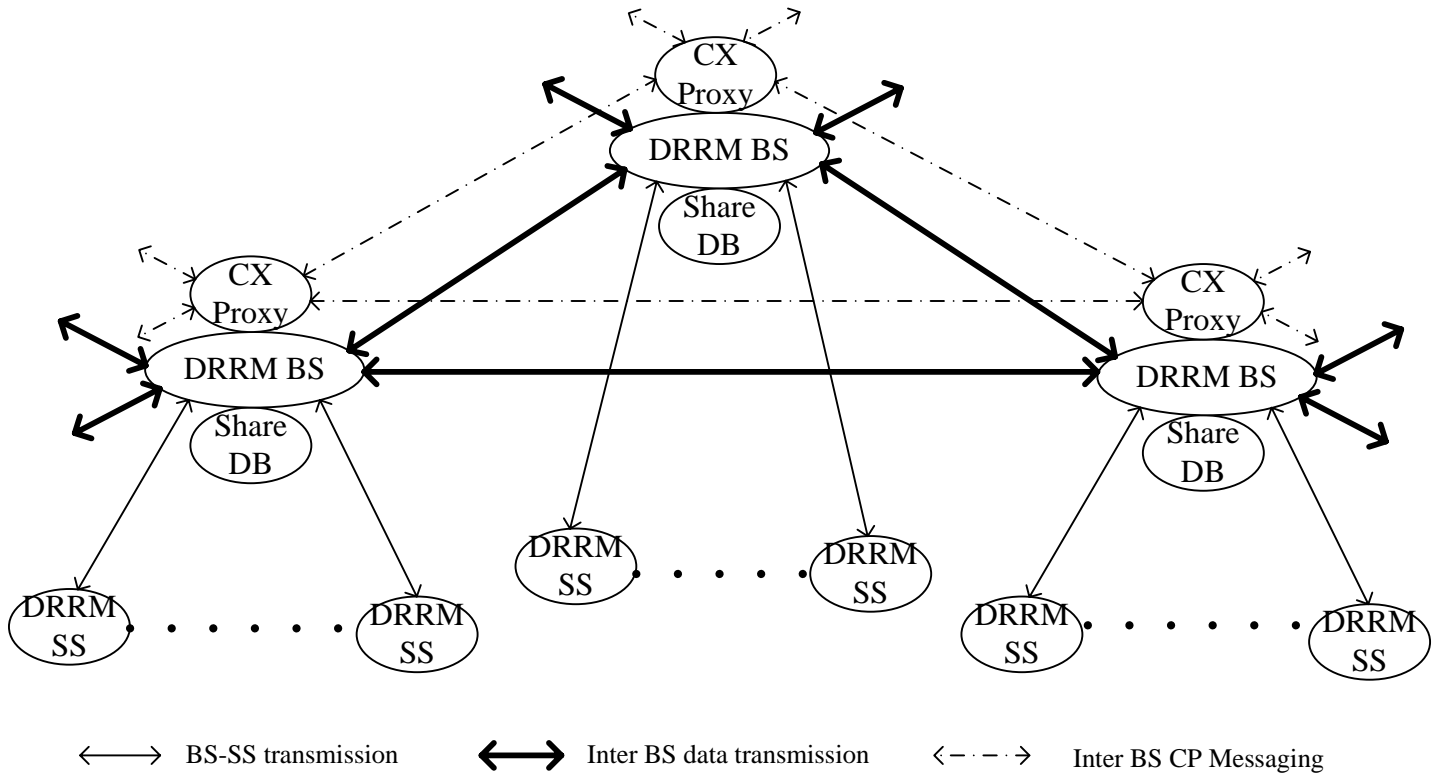 CX
Proxy
DRRM BS
Share
DB
CX
Proxy
DRRM BS
Share
DB
CX
Proxy
DRRM BS
Share
DB
DRRM
SS
DRRM
SS
DRRM
SS
DRRM
SS
DRRM
SS
DRRM
SS
BS-SS transmission
Inter BS data transmission
Inter BS CP Messaging